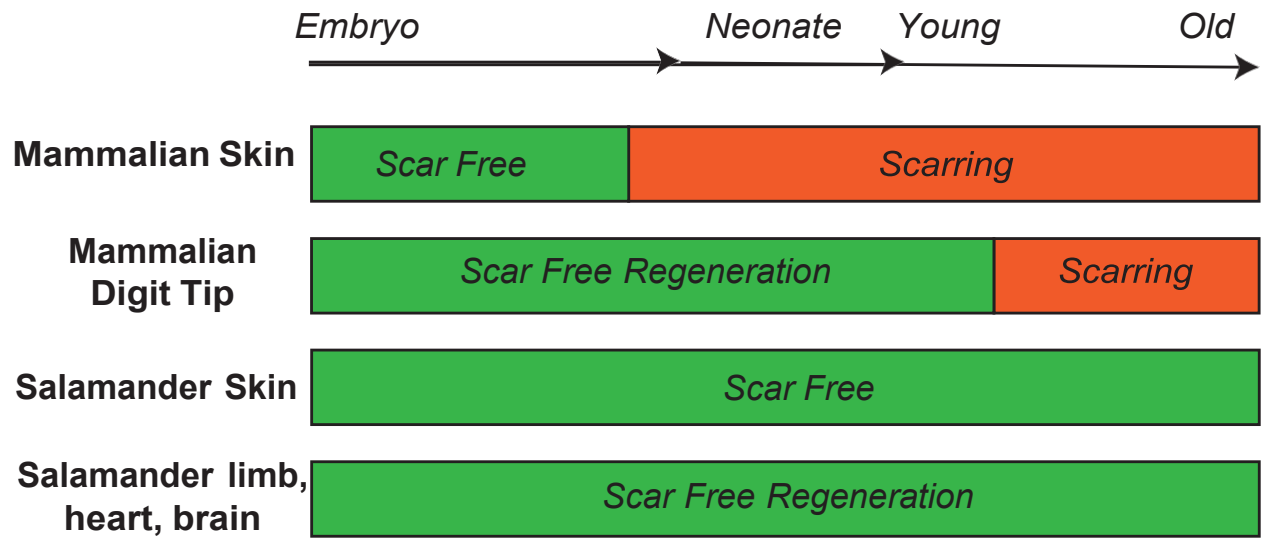 Embryo Neonate Young Old
Mammalian Skin Scar Free Scarring
Mammalian
Digit Tip
Scar Free Regeneration Scarring
Salamander Skin Scar Free
Salamander limb,
heart, brain
Scar Free Regeneration